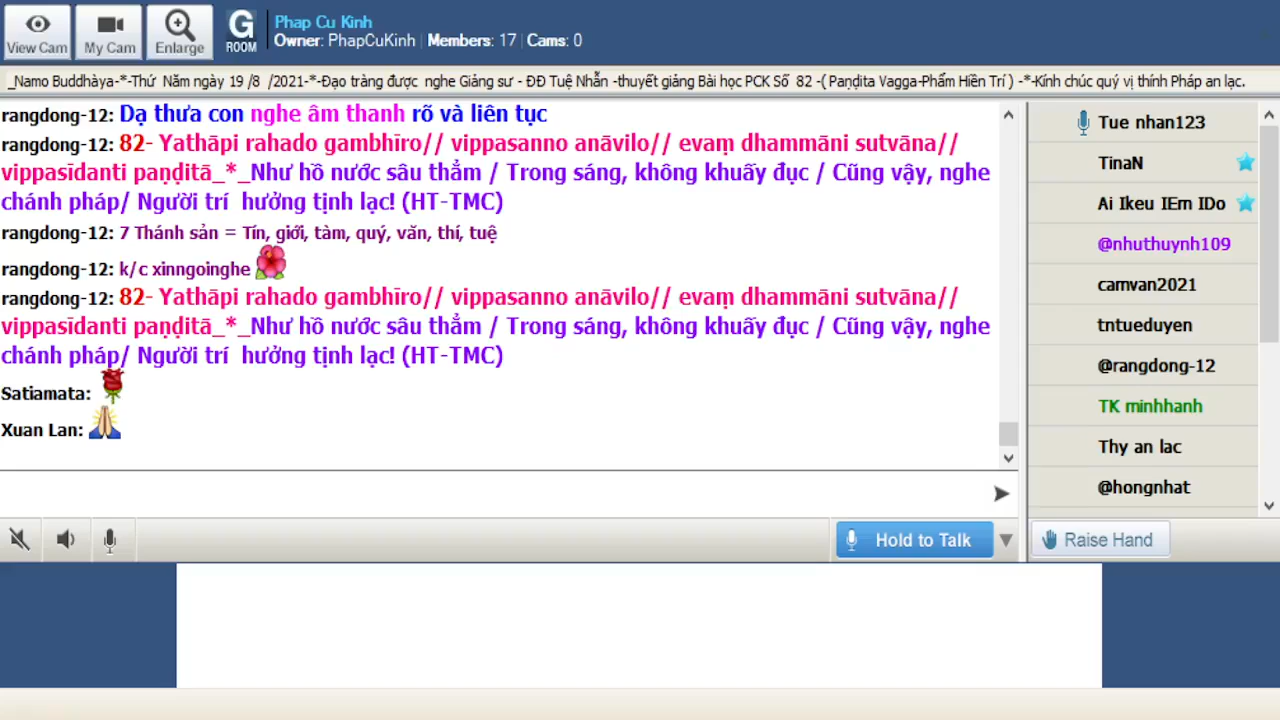 View Cam
My Cam
Enlarge
G
ROOM
Phap Cu Kinh
Owner: PhapCuKinh | Members: 17 | Cams: 0
_Namo Buddhàya-*-Thứ Năm ngày 19 /8 /2021-*-Đạo tràng được nghe Giảng sư - ĐĐ Tuệ Nhẫn -thuyết giảng Bài học PCK Số 82 -( Paṇḍita Vagga-Phẩm Hiền Trí ) -*-Kính chúc quý vị thính Pháp an lạc.
rangdong-12: Dạ thưa con nghe âm thanh rõ và liên tục
rangdong-12: 82- Yathāpi rahado gambhīro// vippasanno anāvilo// evaṃ dhammāni sutvāna//
vippasīdanti paṇḍitā_*_Như hồ nước sâu thẳm / Trong sáng, không khuấy đục / Cũng vậy, nghe
chánh pháp/ Người trí hưởng tịnh lạc! (HT-TMC)
rangdong-12: 7 Thánh sản = Tín, giới, tàm, quý, văn, thí, tuệ
rangdong-12: k/c xinngoinghe
rangdong-12: 82- Yathāpi rahado gambhīro// vippasanno anāvilo// evaṃ dhammāni sutvāna//
vippasīdanti paṇḍitā_*_Như hồ nước sâu thẳm / Trong sáng, không khuấy đục / Cũng vậy, nghe
chánh pháp/ Người trí hưởng tịnh lạc! (HT-TMC)
Satiamata:
Xuan Lan:
Tue nhan123
TinaN
Ai Ikeu IEm IDo
@nhuthuynh109
camvan2021
tntueduyen
@rangdong-12
TK minhhanh
Thy an lac
@hongnhat
Hold to Talk
Raise Hand